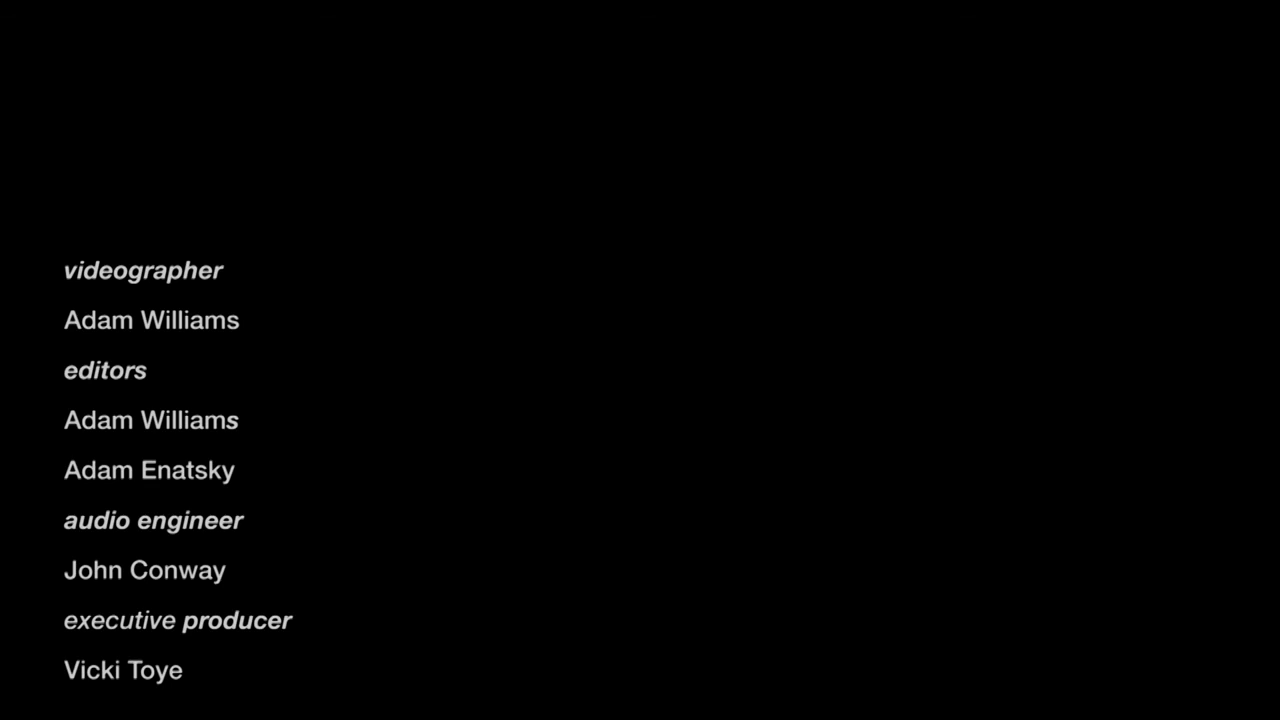 videographer
Adam Williams
editors
Adam Williams
Adam Enatsky
audio engineer
John Conway
executive producer
Vicki Toye